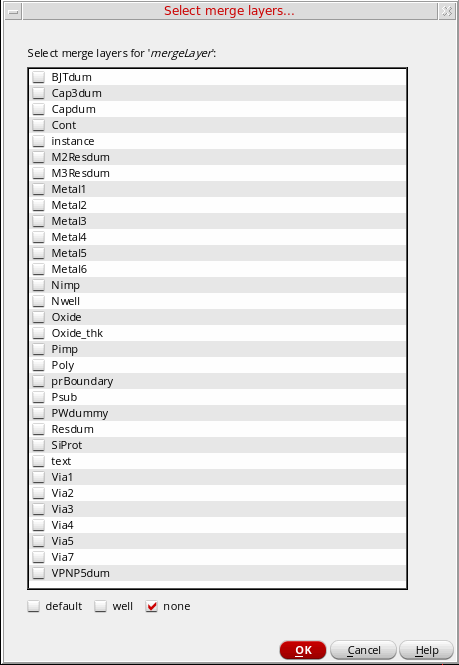 Select merge layers...
Select merge layers for 'mergeLayer':
BJTdum
Cap3dum
Capdum
Cont
instance
M2Resdum
M3Resdum
Metal1
Metal2
Metal3
Metal4
Metal5
Metal6
Nimp
Nwell
Oxide
Oxide_thk
Pimp
Poly
prBoundary
Psub
PWdummy
Resdum
SiProt
text
Via1
Via2
Via3
Via4
Via5
Via7
VPNP5dum
default well none
OK Cancel Help